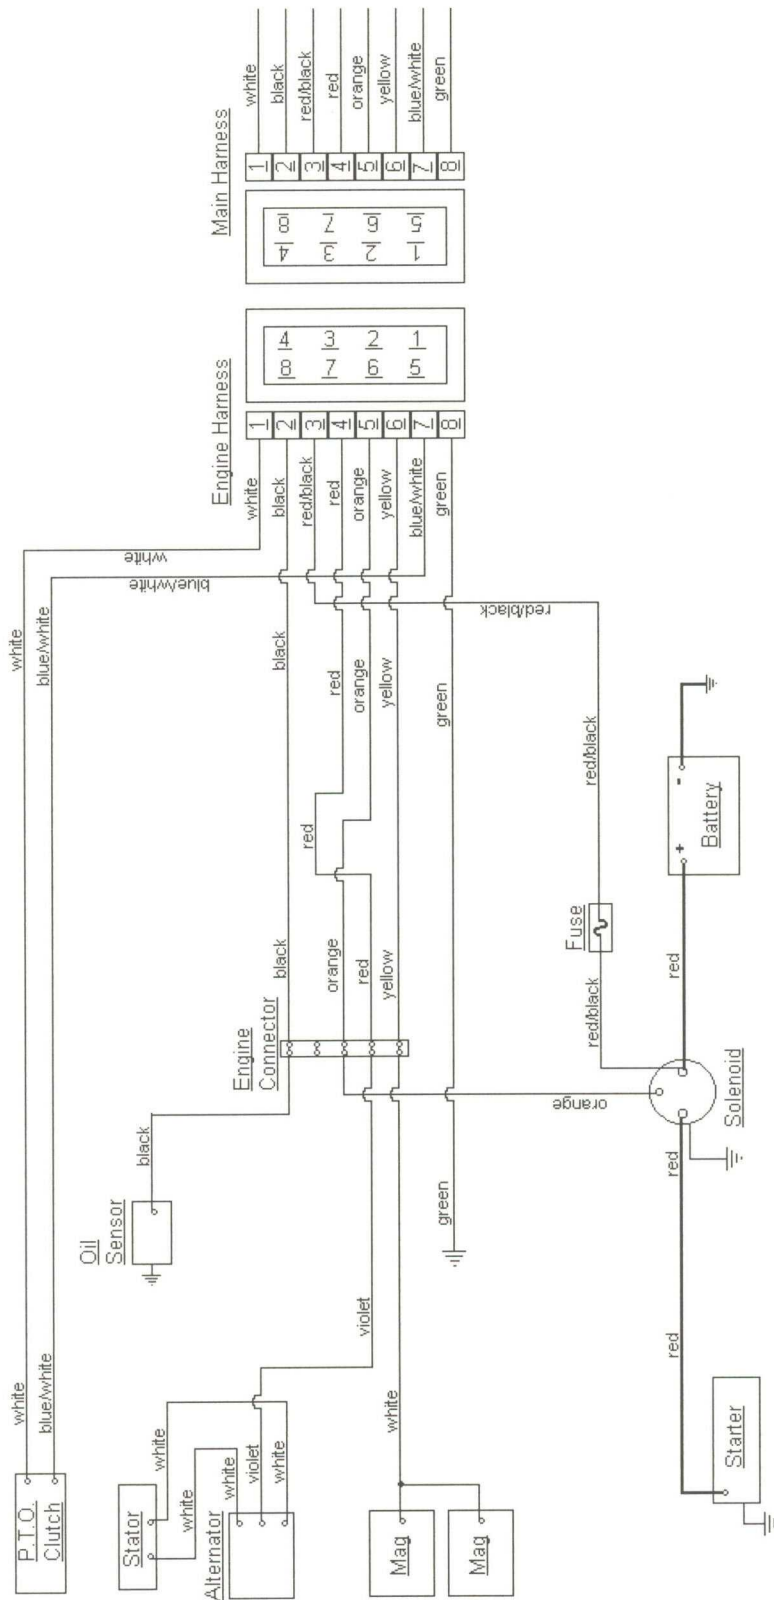 P.T.O.
Clutch
white
white
blue/white
blue/white
white
blue/white
Stator
white
white
Alternator
white
violet
white
violet
Oil
Sensor
black
Engine
Connector
black
orange
red
yellow
red
black
red
orange
yellow
green
green
Engine Harness
white
black
red/black
red
orange
yellow
blue/white
green
1
2
3
4
5
6
7
8
8 4
7 3
6 2
5 1
Main Harness
4 8
3 7
2 6
1 5
1
2
3
4
5
6
7
8
white
black
red/black
red
orange
yellow
blue/white
green
Mag
Mag
white
orange
red/black
Fuse
red/black
red/black
Starter
red
red
Solenoid
red
Battery
+
-